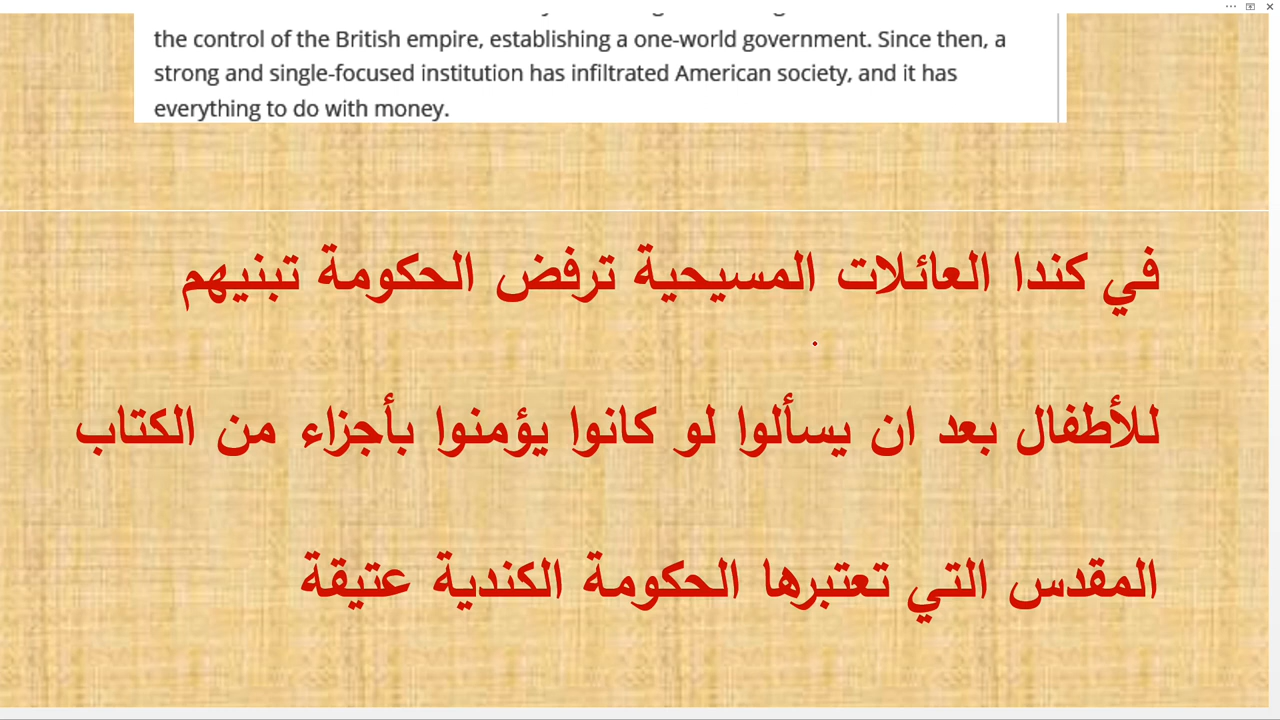 the control of the British empire, establishing a one-world government. Since then, a
strong and single-focused institution has infiltrated American society, and it has
everything to do with money.
في كندا العائلات المسيحية ترفض الحكومة تبنيهم
للأطفال بعد ان يسألوا لو كانوا يؤمنوا بأجزاء من الكتاب
المقدس التي تعتبرها الحكومة الكندية عتيقة